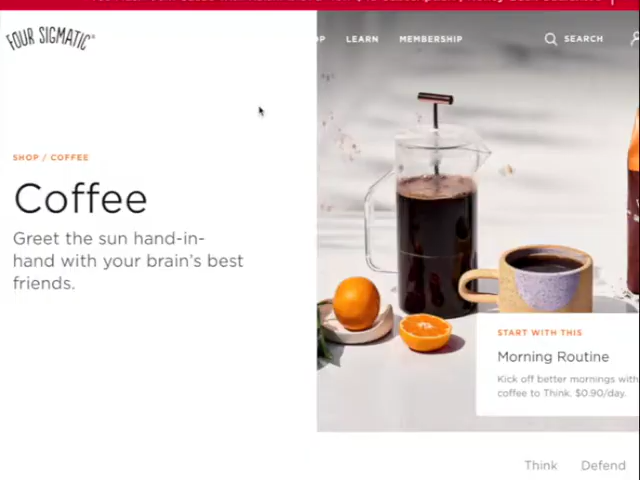 FOUR SIGMATIC
LEARN MEMBERSHIP SEARCH
SHOP / COFFEE
Coffee
Greet the sun hand-in-
hand with your brain's best
friends.
START WITH THIS
Morning Routine
Kick off better mornings with
coffee to Think. $0.90/day.
Think Defend